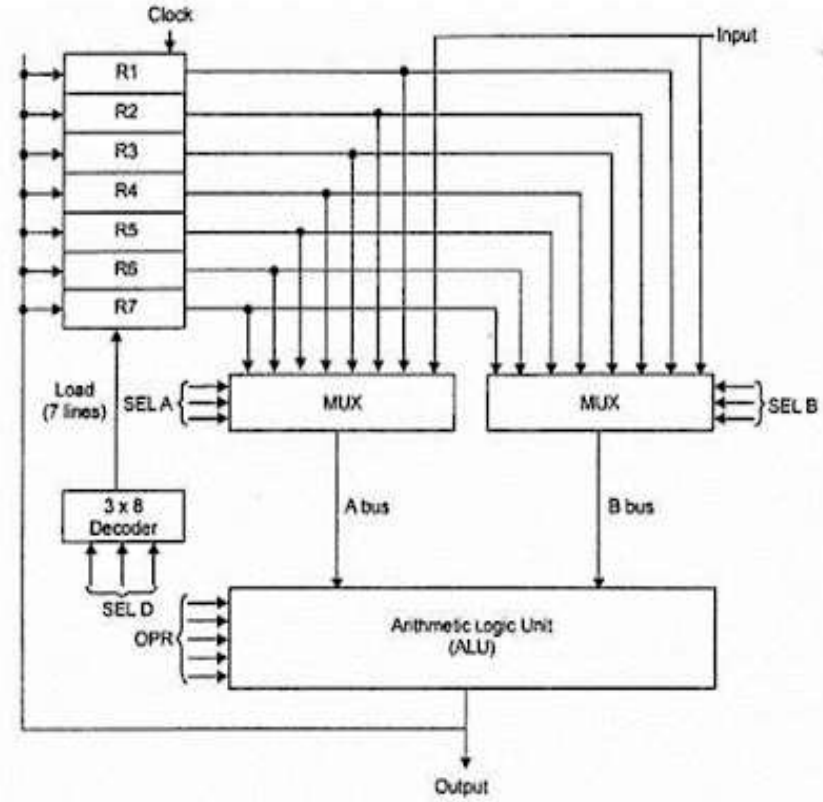 Clock
Input
R1
R2
R3
R4
R5
R6
R7
Load
(7 lines)
SEL A
MUX
MUX
SEL B
3 x 8
Decoder
A bus
B bus
SEL D
OPR
Arithmetic Logic Unit
(ALU)
Output